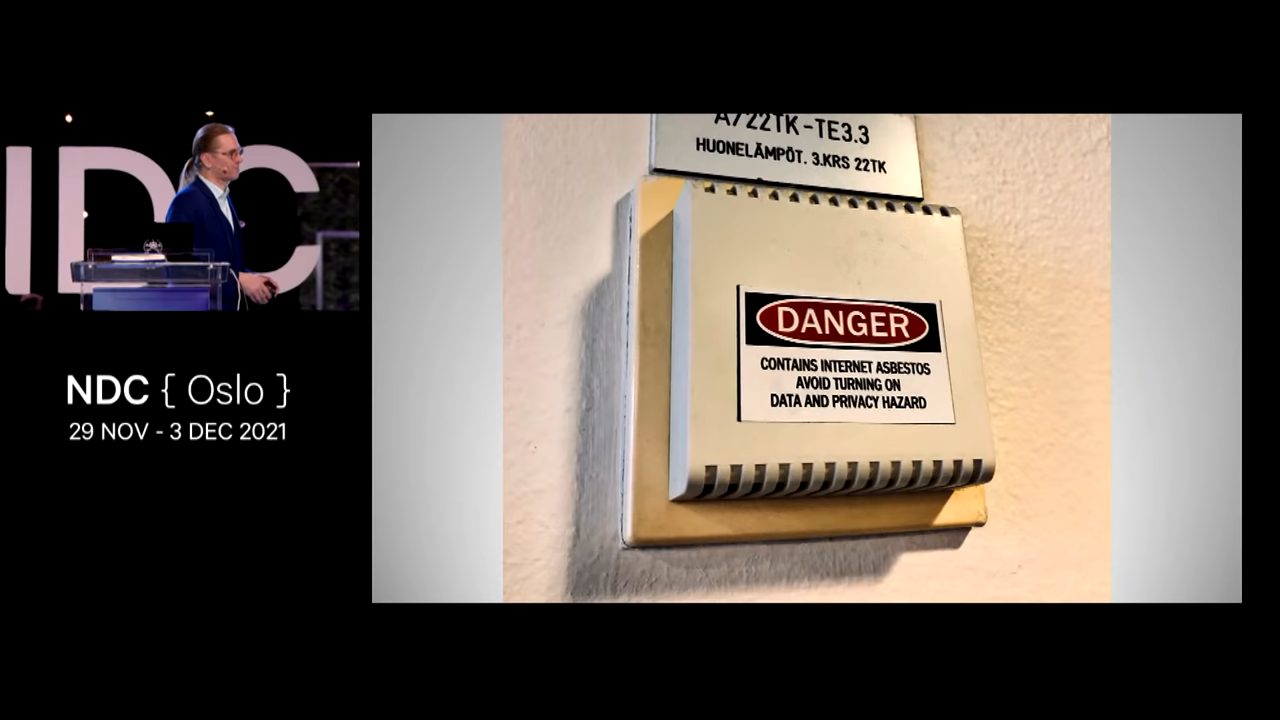 NDC
NDC { Oslo }
29 NOV - 3 DEC 2021
A722TK-TE3.3
HUONELÄMPÖT. 3.KRS 22TK
DANGER
CONTAINS INTERNET ASBESTOS
AVOID TURNING ON
DATA AND PRIVACY HAZARD